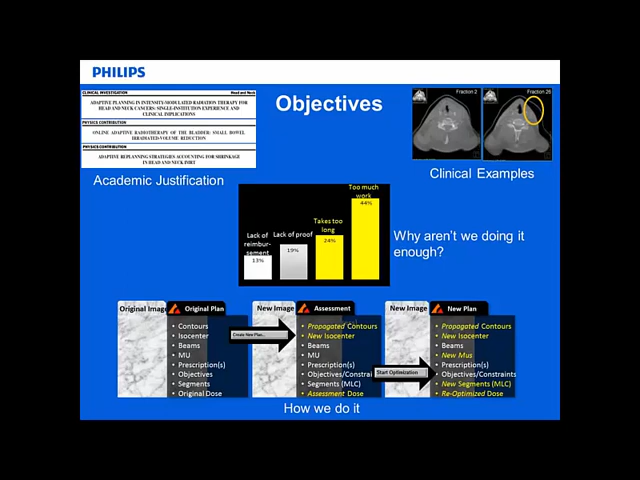 PHILIPS
Objectives
CLINICAL INVESTIGATION Head and Neck
ADAPTIVE PLANNING IN INTENSITY-MODULATED RADIATION THERAPY FOR
HEAD AND NECK CANCERS: SINGLE-INSTITUTION EXPERIENCE AND
CLINICAL IMPLICATIONS
PHYSICS CONTRIBUTION
ONLINE ADAPTIVE RADIOTHERAPY OF THE BLADDER: SMALL BOWEL
IRRADIATED-VOLUME REDUCTION
PHYSICS CONTRIBUTION
ADAPTIVE REPLANNING STRATEGIES ACCOUNTING FOR SHRINKAGE
IN HEAD AND NECK IMRT
Academic Justification
Fraction 2
Fraction 26
Clinical Examples
Lack of
reimbur-
sement
13%
Lack of proof
19%
Takes too
long
24%
Too much
work
44%
Why aren't we doing it
enough?
Original Image
Original Plan
• Contours
• Isocenter
• Beams
• MU
• Prescription(s)
• Objectives
• Segments
• Original Dose
Create New Plan...
New Image
Assessment
• Propagated Contours
• New Isocenter
• Beams
• MU
• Prescription(s)
• Objectives/Constrai
• Segments (MLC)
• Assessment Dose
Start Optimization
New Image
New Plan
• Propagated Contours
• New Isocenter
• Beams
• New Mus
• Prescription(s)
• Objectives/Constraints
• New Segments (MLC)
• Re-Optimized Dose
How we do it